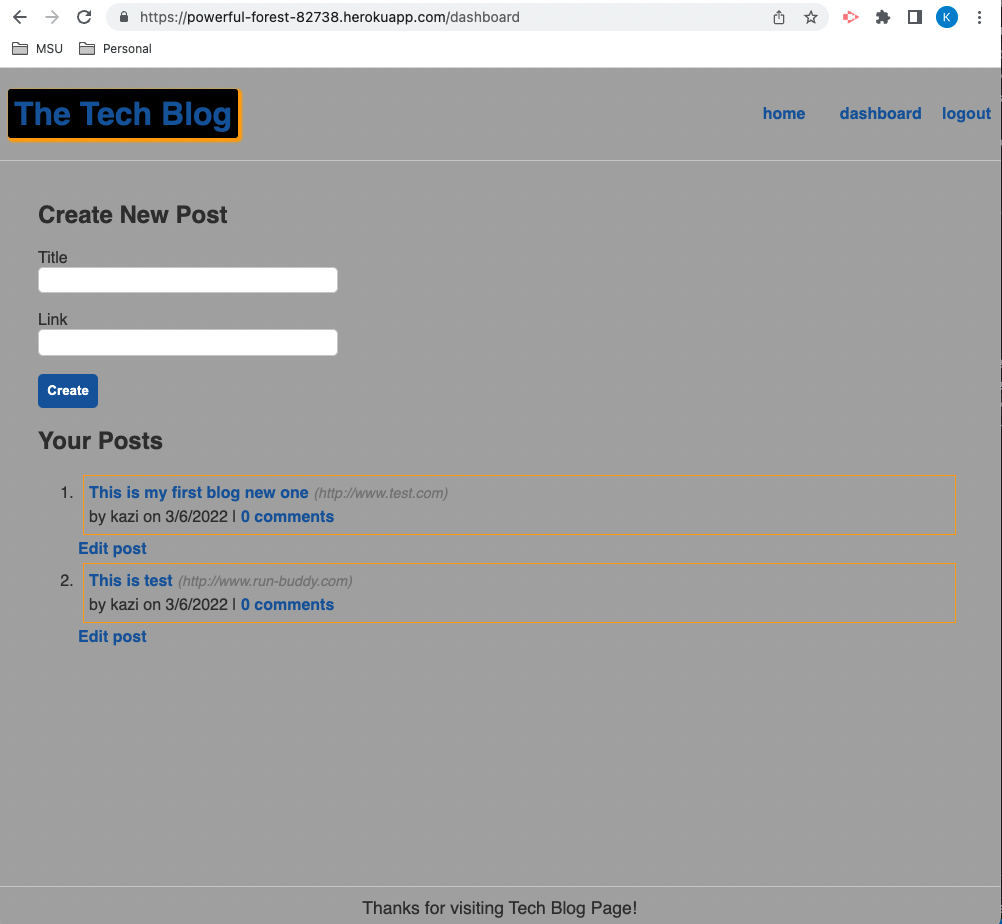 https://powerful-forest-82738.herokuapp.com/dashboard
K
MSU Personal
The Tech Blog home dashboard logout
Create New Post
Title
Link
Create
Your Posts
1. This is my first blog new one (http://www.test.com)
by kazi on 3/6/2022 | 0 comments
Edit post
2. This is test (http://www.run-buddy.com)
by kazi on 3/6/2022 | 0 comments
Edit post
Thanks for visiting Tech Blog Page!